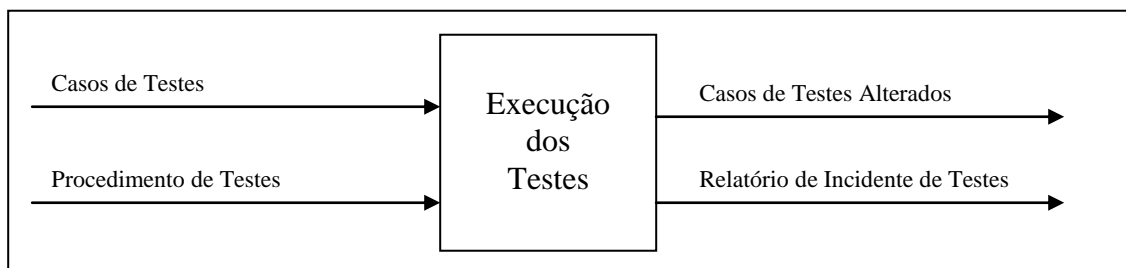 Casos de Testes
Procedimento de Testes
Execução
dos
Testes
Casos de Testes Alterados
Relatório de Incidente de Testes